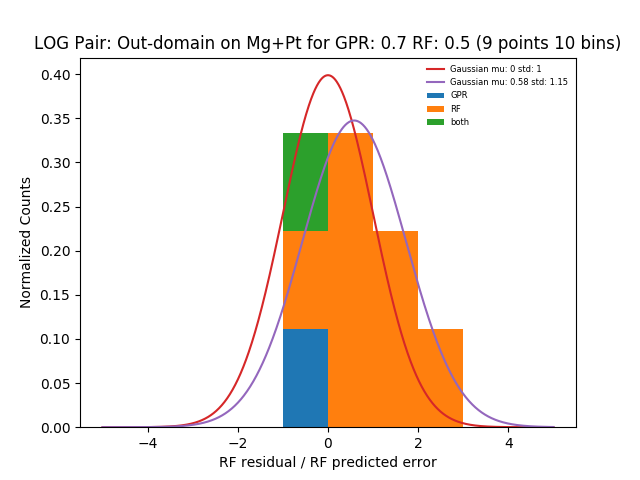 LOG Pair: Out-domain on Mg+Pt for GPR: 0.7 RF: 0.5 (9 points 10 bins)
Gaussian mu: 0 std: 1
Gaussian mu: 0.58 std: 1.15
GPR
RF
both
Normalized Counts
0.40
0.35
0.30
0.25
0.20
0.15
0.10
0.05
0.00
−4
−2
0
2
4
RF residual / RF predicted error